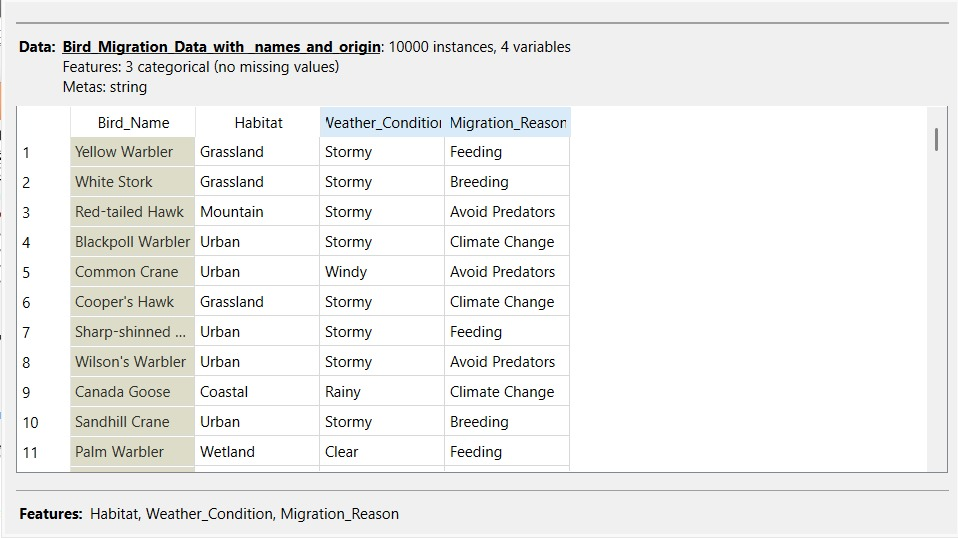 Data: Bird_Migration_Data_with_names_and_origin: 10000 instances, 4 variables
Features: 3 categorical (no missing values)
Metas: string
Bird_Name Habitat Weather_Condition Migration_Reason
1 Yellow Warbler Grassland Stormy Feeding
2 White Stork Grassland Stormy Breeding
3 Red-tailed Hawk Mountain Stormy Avoid Predators
4 Blackpoll Warbler Urban Stormy Climate Change
5 Common Crane Urban Windy Avoid Predators
6 Cooper's Hawk Grassland Stormy Climate Change
7 Sharp-shinned ... Urban Stormy Feeding
8 Wilson's Warbler Urban Stormy Avoid Predators
9 Canada Goose Coastal Rainy Climate Change
10 Sandhill Crane Urban Stormy Breeding
11 Palm Warbler Wetland Clear Feeding
Features: Habitat, Weather_Condition, Migration_Reason